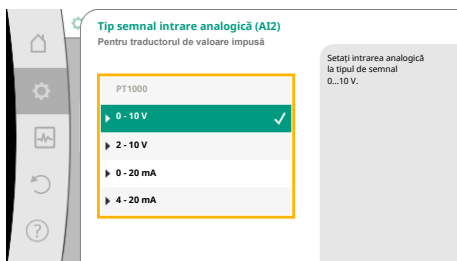 Tip semnal intrare analogică (AI2)
Pentru traductorul de valoare impusă
Setați intrarea analogică
la tipul de semnal
0...10 V.
PT1000
0 - 10 V
2 - 10 V
0 - 20 mA
4 - 20 mA
?